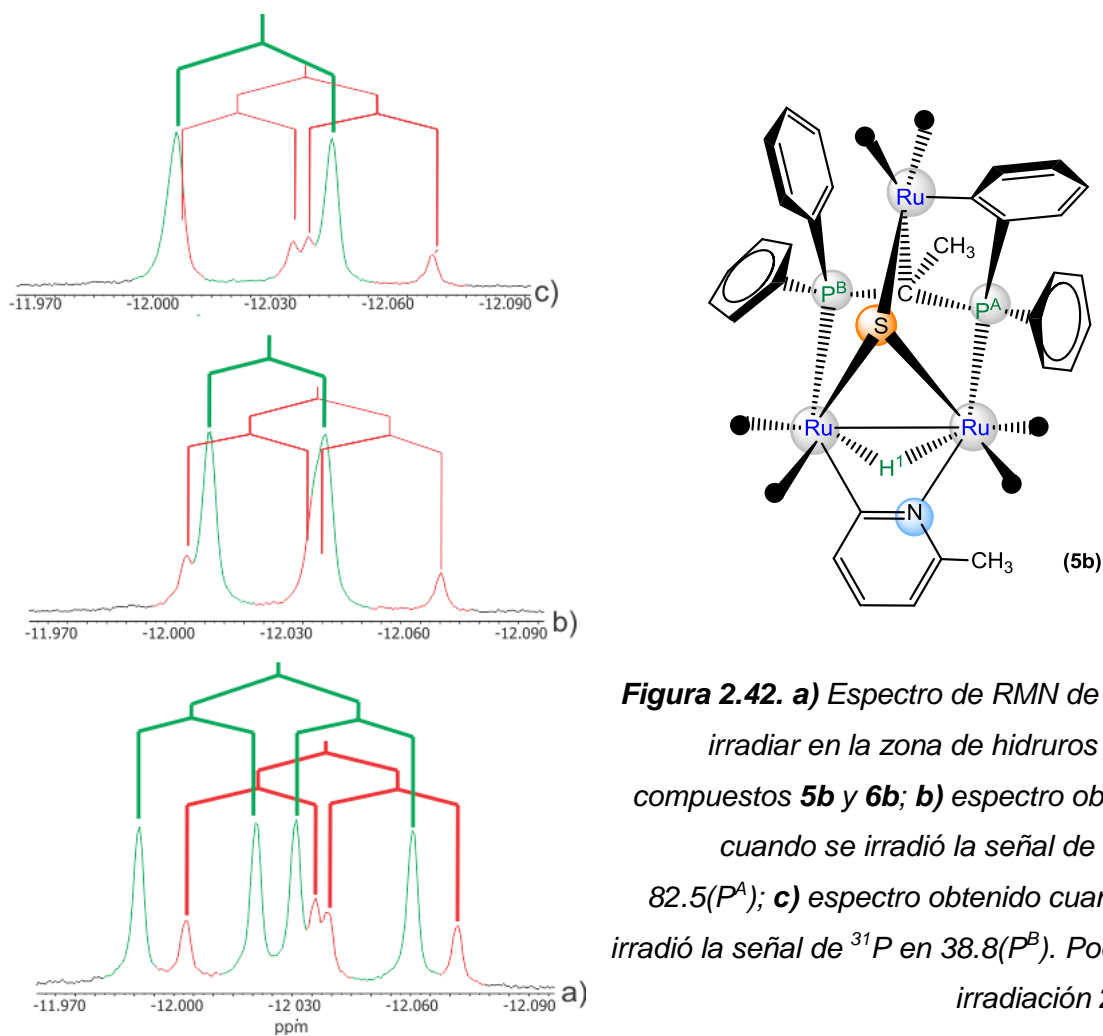 -11.970 -12.000 -12.030 -12.060 -12.090 c)
-11.970 -12.000 -12.030 -12.060 -12.090 b)
-11.970 -12.000 -12.030 -12.060 -12.090 a)
ppm
Ru
CH₃
Pᴮ C Pᴬ
S
Ru Ru
H¹
N
CH₃ (5b)
Figura 2.42. a) Espectro de RMN de
irradiar en la zona de hidruros
compuestos 5b y 6b; b) espectro ob
cuando se irradió la señal de
82.5(Pᴬ); c) espectro obtenido cuar
irradió la señal de ³¹P en 38.8(Pᴮ). Po
irradiación 2